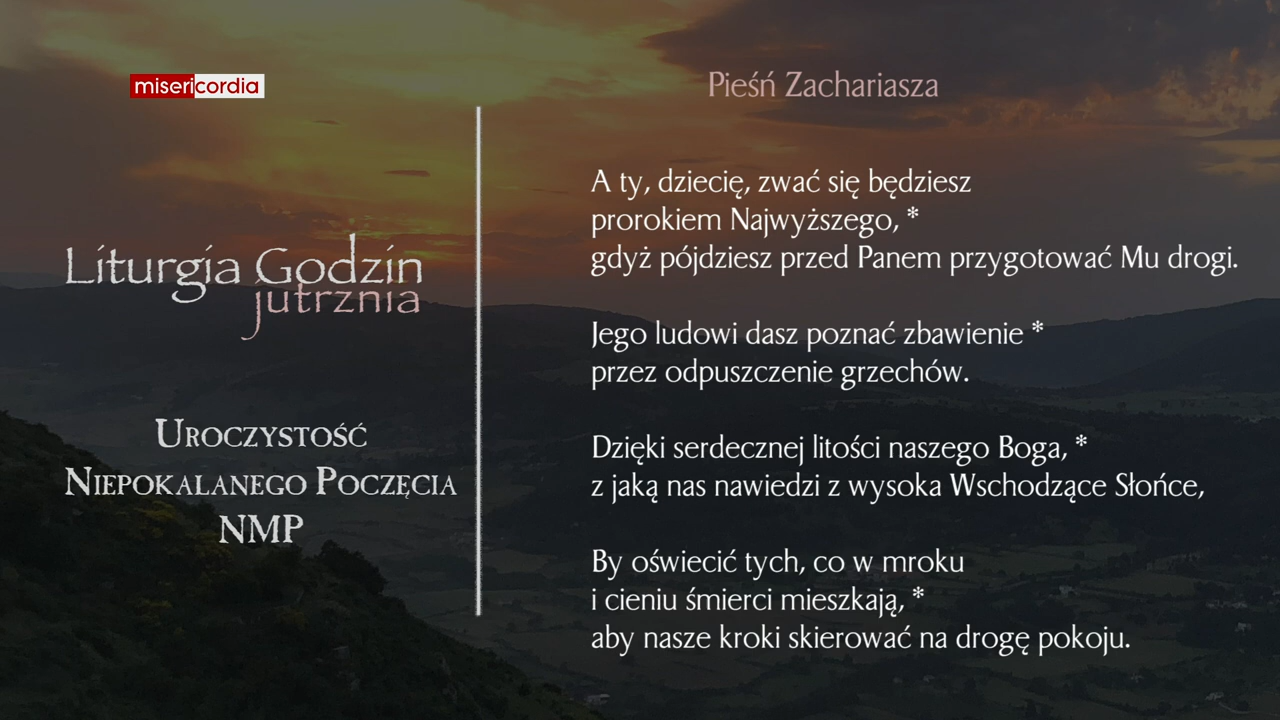 misericordia
Liturgia Godzin
jutrznia
Uroczystość
Niepokalanego Poczęcia
NMP
Pieśń Zachariasza
A ty, dziecię, zwać się będziesz
prorokiem Najwyższego, *
gdyż pójdziesz przed Panem przygotować Mu drogi.
Jego ludowi dasz poznać zbawienie *
przez odpuszczenie grzechów.
Dzięki serdecznej litości naszego Boga, *
z jaką nas nawiedzi z wysoka Wschodzące Słońce,
By oświecić tych, co w mroku
i cieniu śmierci mieszkają, *
aby nasze kroki skierować na drogę pokoju.